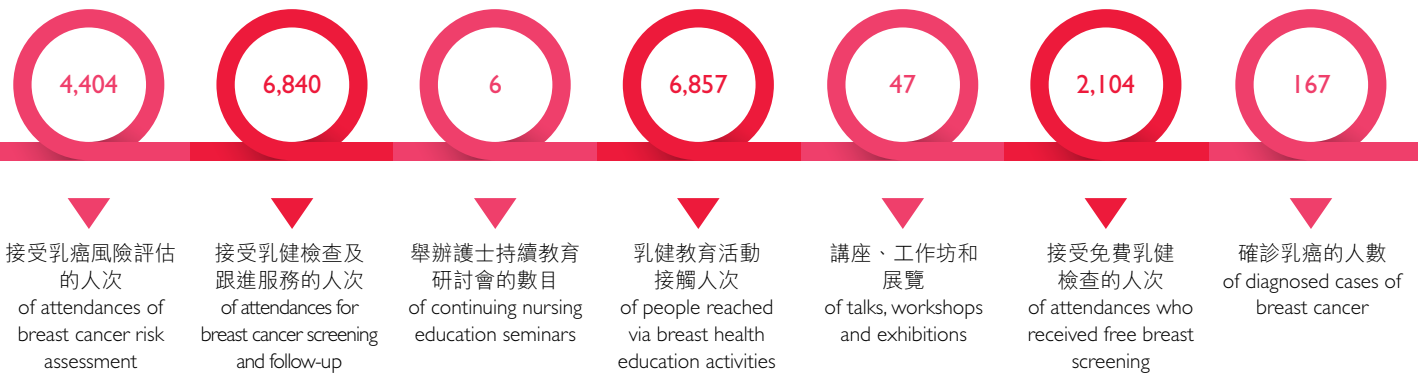 4,404
6,840
6
6,857
47
2,104
167
接受乳癌風險評估
的人次
of attendances of
breast cancer risk
assessment
接受乳健檢查及
跟進服務的人次
of attendances for
breast cancer screening
and follow-up
舉辦護士持續教育
研討會的數目
of continuing nursing
education seminars
乳健教育活動
接觸人次
of people reached
via breast health
education activities
講座、工作坊和
展覽
of talks, workshops
and exhibitions
接受免費乳健
檢查的人次
of attendances who
received free breast
screening
確診乳癌的人數
of diagnosed cases of
breast cancer